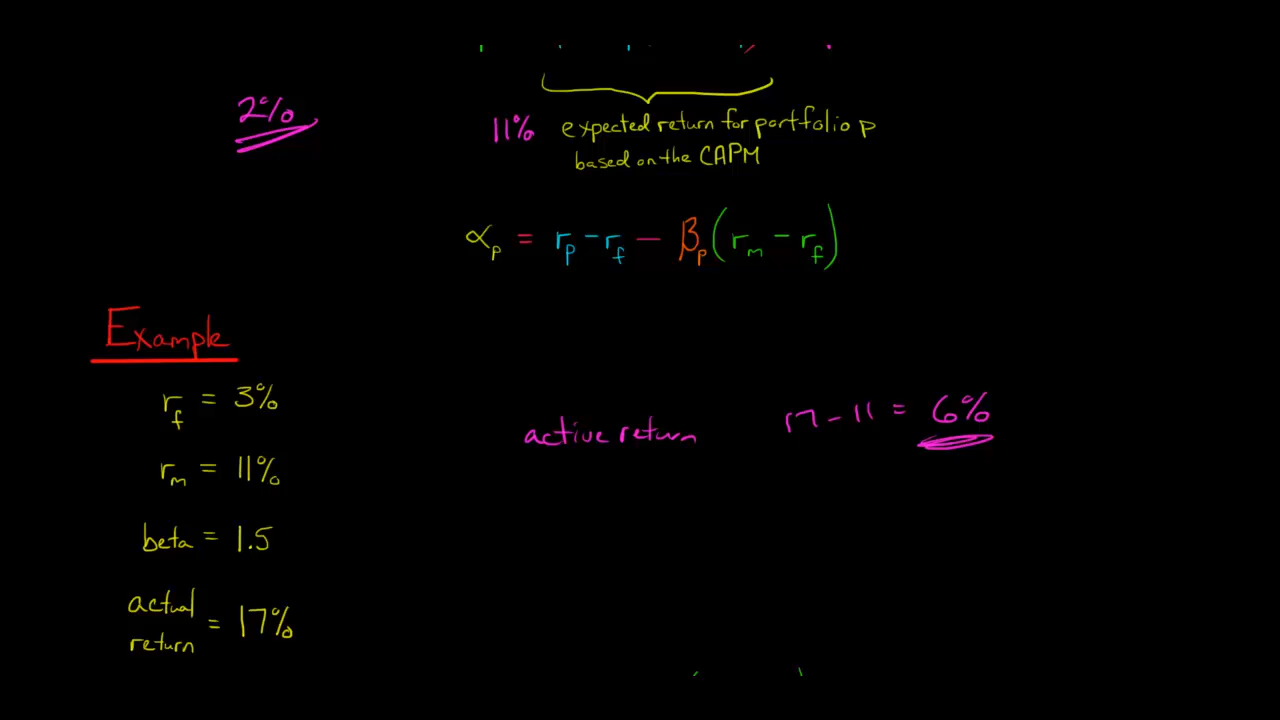 2%
11% expected return for portfolio p
based on the CAPM
αp = rp - rf - βp(rm - rf)
Example
rf = 3%
rm = 11%
beta = 1.5
actual return = 17%
active return 17 - 11 = 6%